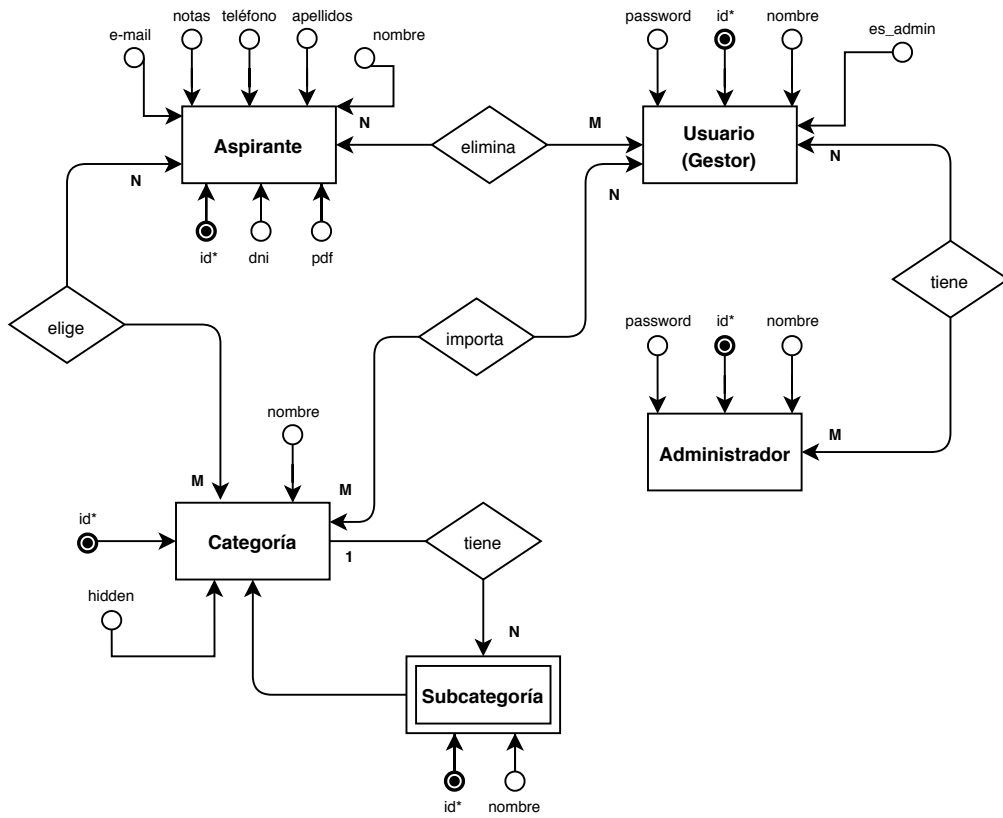 notas
teléfono
apellidos
e-mail
nombre
Aspirante
N
N
id*
dni
pdf
elimina
M
password
id*
nombre
es_admin
Usuario
(Gestor)
N
N
elige
importa
tiene
password
id*
nombre
Administrador
M
nombre
M
M
id*
Categoría
1
tiene
hidden
N
Subcategoría
id*
nombre